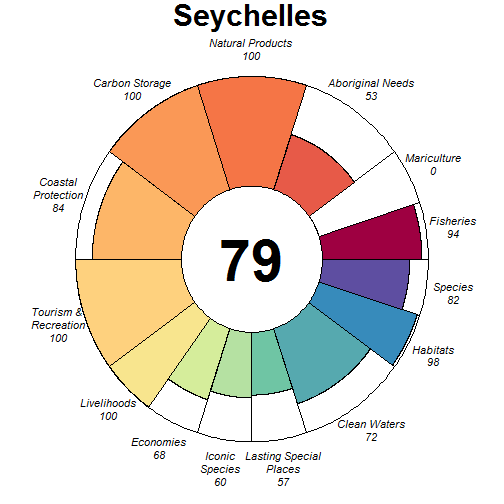 Seychelles
Natural Products
100
Carbon Storage
100
Aboriginal Needs
53
Mariculture
0
Coastal
Protection
84
Fisheries
94
79
Species
82
Tourism &
Recreation
100
Habitats
98
Livelihoods
100
Clean Waters
72
Economies
68
Iconic
Species
60
Lasting Special
Places
57